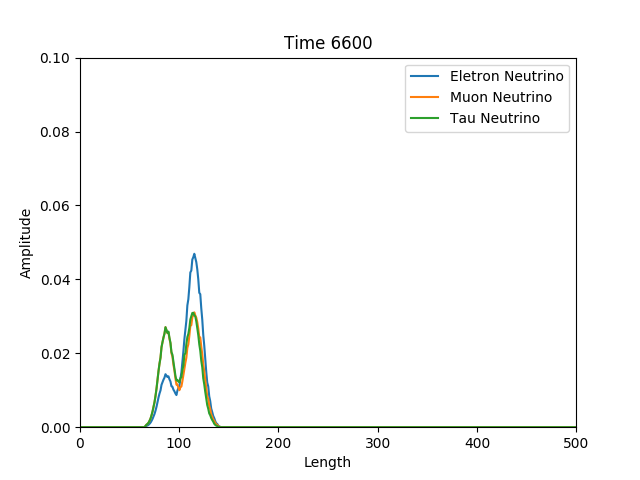 Time 6600
Amplitude
0.10
0.08
0.06
0.04
0.02
0.00
Eletron Neutrino
Muon Neutrino
Tau Neutrino
0 100 200 300 400 500
Length